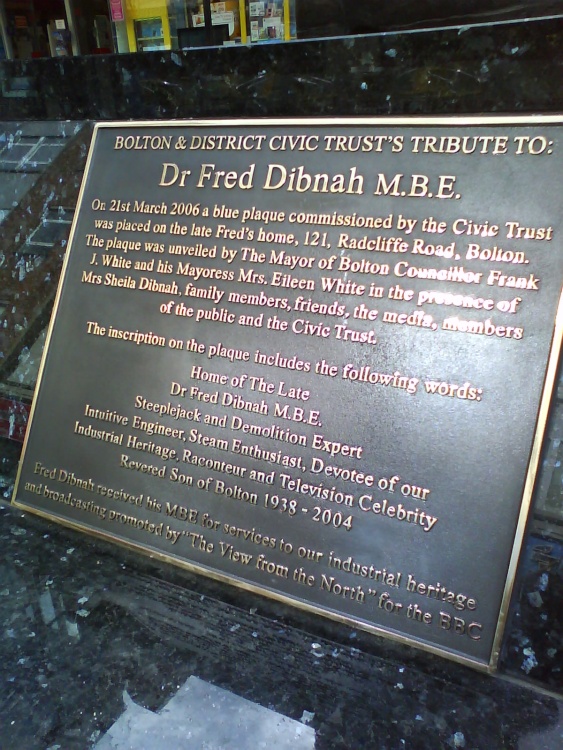 BOLTON & DISTRICT CIVIC TRUST'S TRIBUTE TO:
Dr Fred Dibnah M.B.E.
On 21st March 2006 a blue plaque commissioned by the Civic Trust
was placed on the late Fred's home, 121, Radcliffe Road, Bolton.
The plaque was unveiled by The Mayor of Bolton Councillor Frank
J. White and his Mayoress Mrs. Eileen White in the presence of
Mrs Sheila Dibnah, family members, friends, the media, members
of the public and the Civic Trust.
The inscription on the plaque includes the following words:
Home of The Late
Dr Fred Dibnah M.B.E.
Steeplejack and Demolition Expert
Intuitive Engineer, Steam Enthusiast, Devotee of our
Industrial Heritage, Raconteur and Television Celebrity
Revered Son of Bolton 1938 - 2004
Fred Dibnah received his MBE for services to our industrial heritage
and broadcasting promoted by "The View from the North" for the BBC